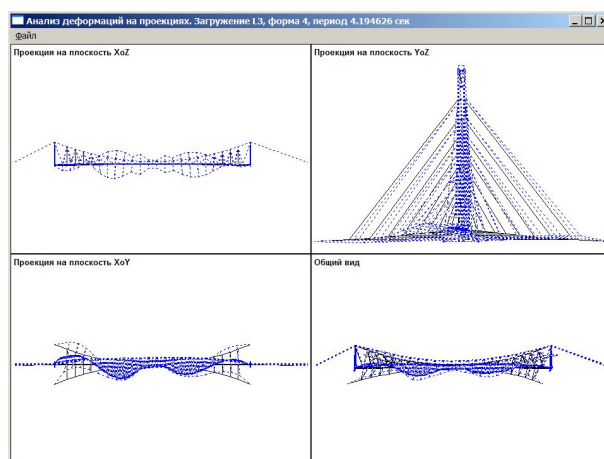 Анализ деформаций на проекциях. Загружение L3, форма 4, период 4.194626 сек
Файл
Проекция на плоскость XoZ
Проекция на плоскость YoZ
Проекция на плоскость XoY
Общий вид